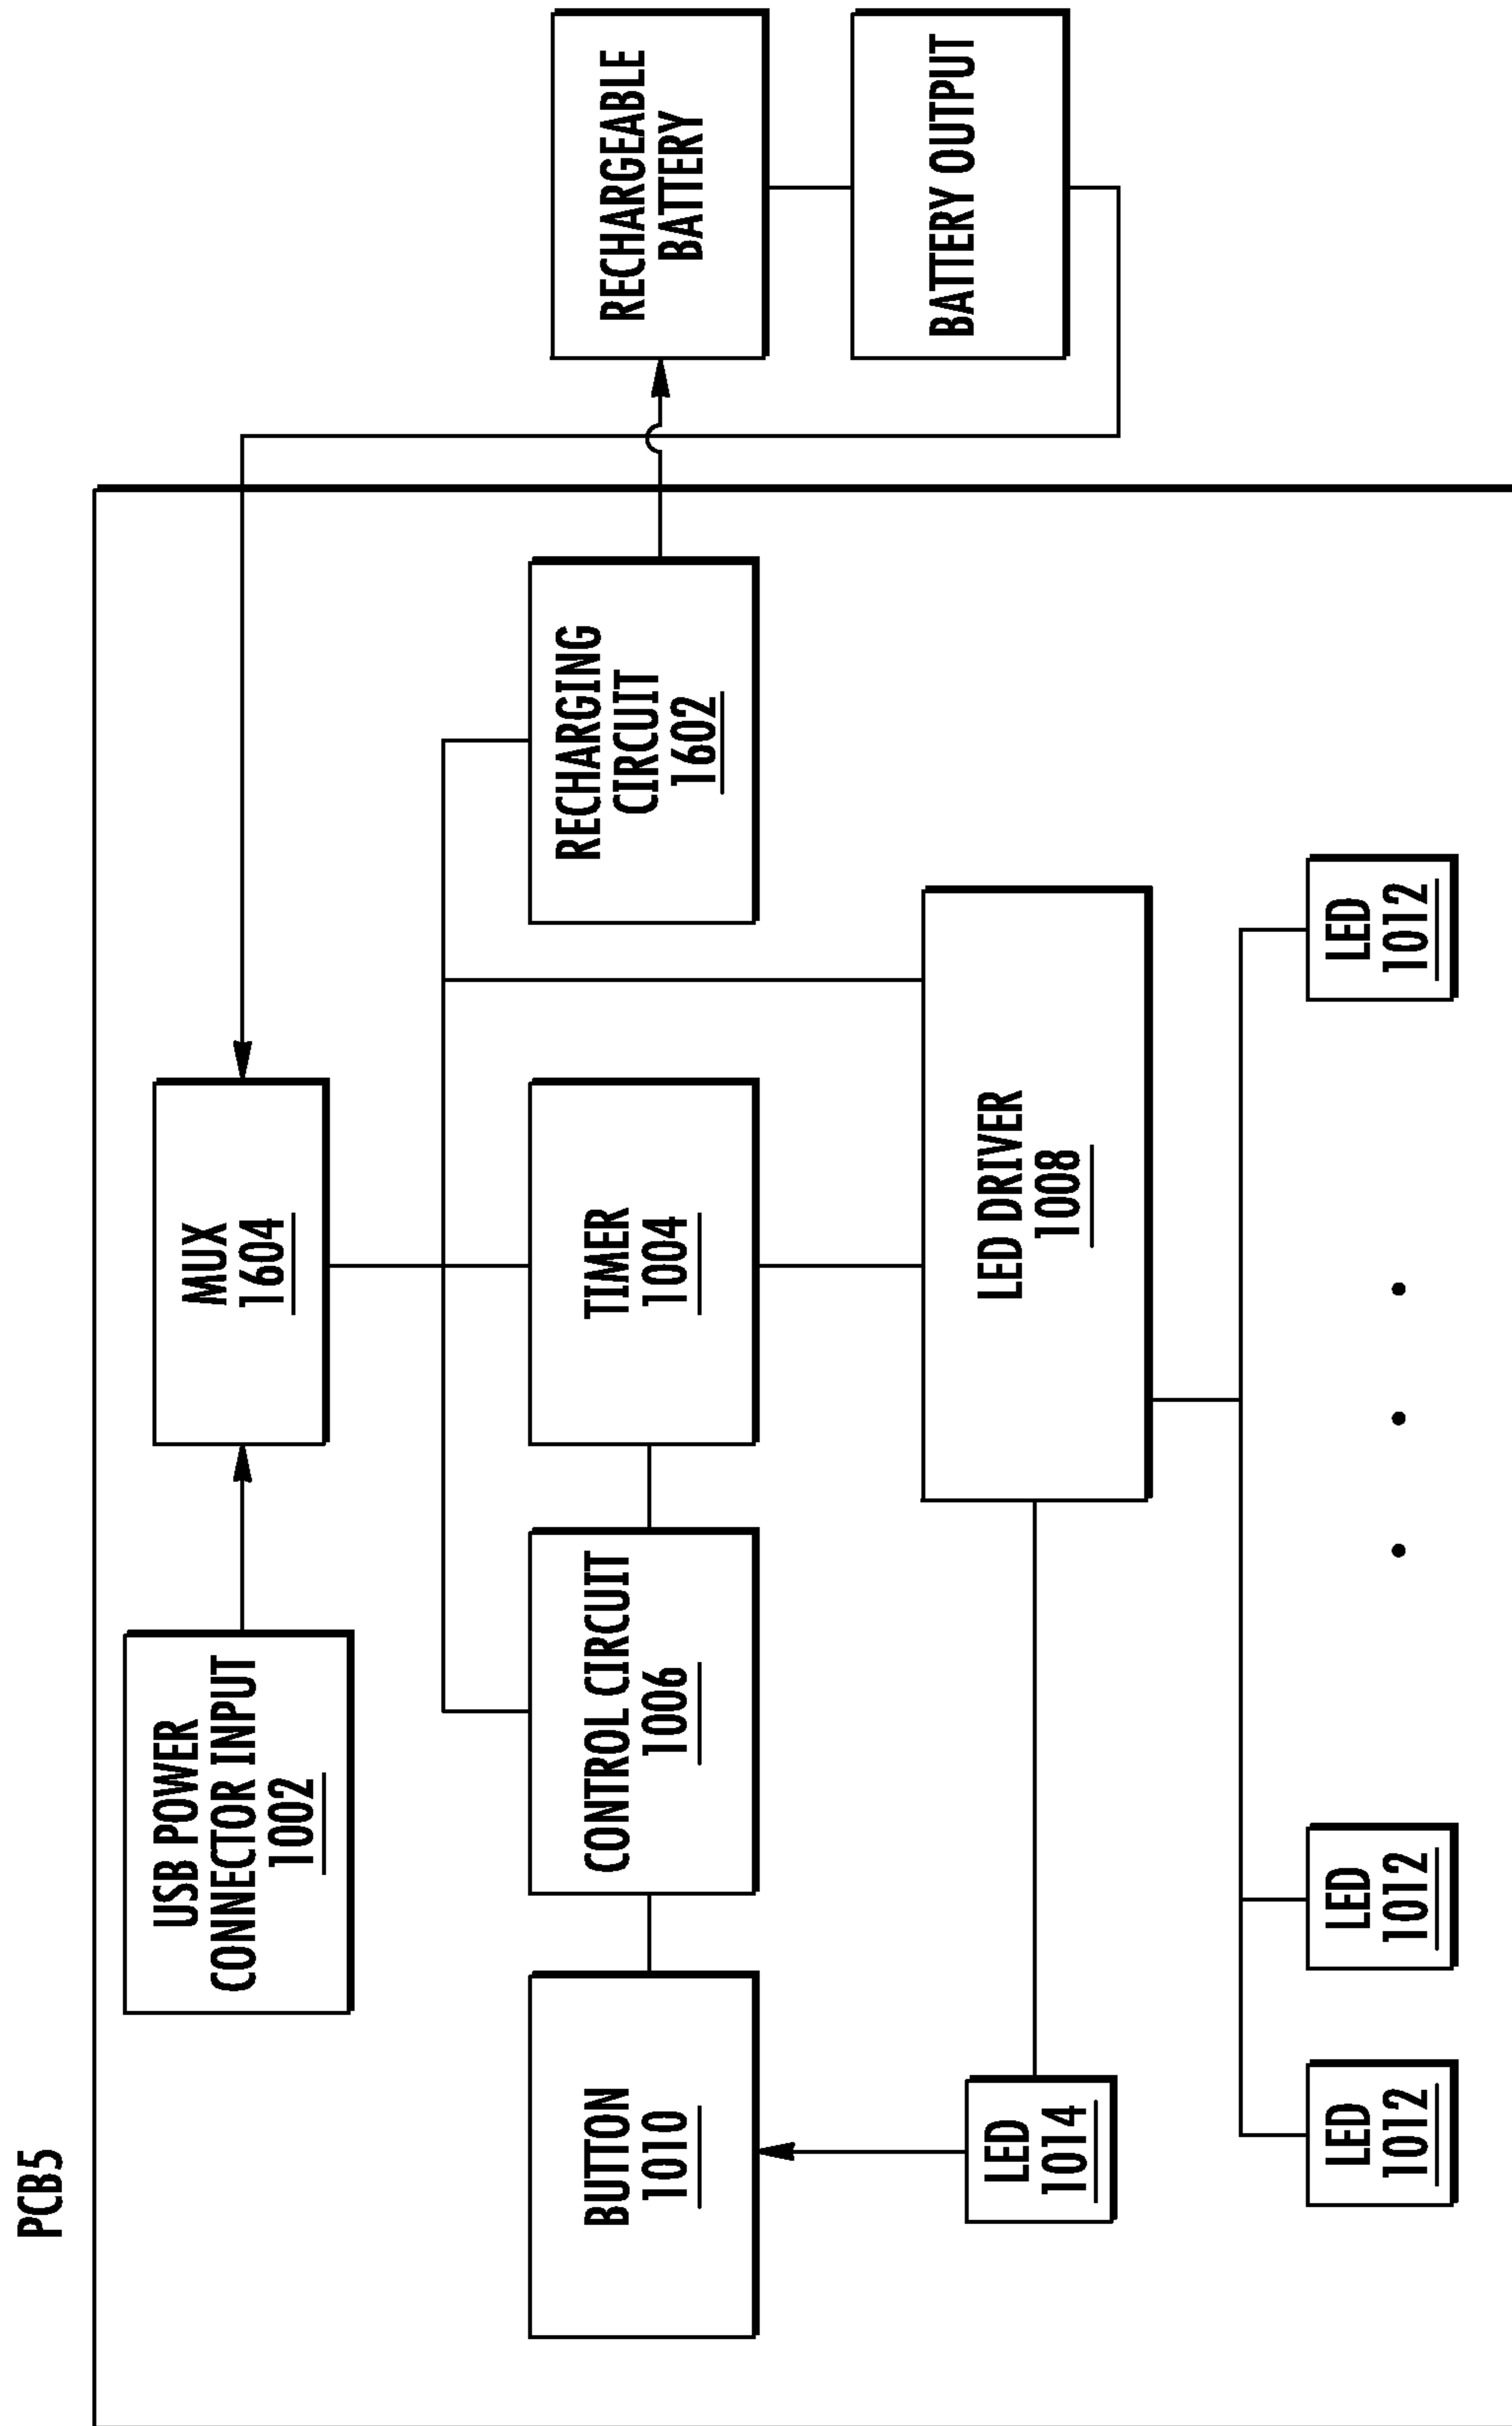 PCB5
USB POWER
CONNECTOR INPUT
1002
MUX
1604
BUTTON
1010
CONTROL CIRCUIT
1006
TIMER
1004
RECHARGING
CIRCUIT
1602
RECHARGEABLE
BATTERY
BATTERY OUTPUT
LED
1014
LED DRIVER
1008
LED
1012
LED
1012
LED
1012